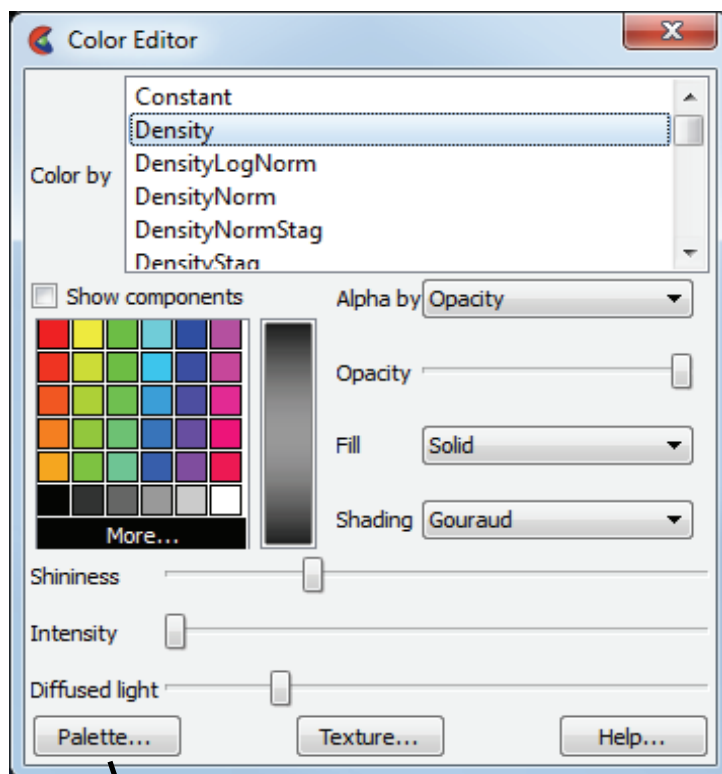 Color Editor
Constant
Density
Color by
DensityLogNorm
DensityNorm
DensityNormStag
DensityStag
Show components
Alpha by Opacity
Opacity
Fill Solid
More...
Shading Gouraud
Shininess
Intensity
Diffused light
Palette... Texture... Help...